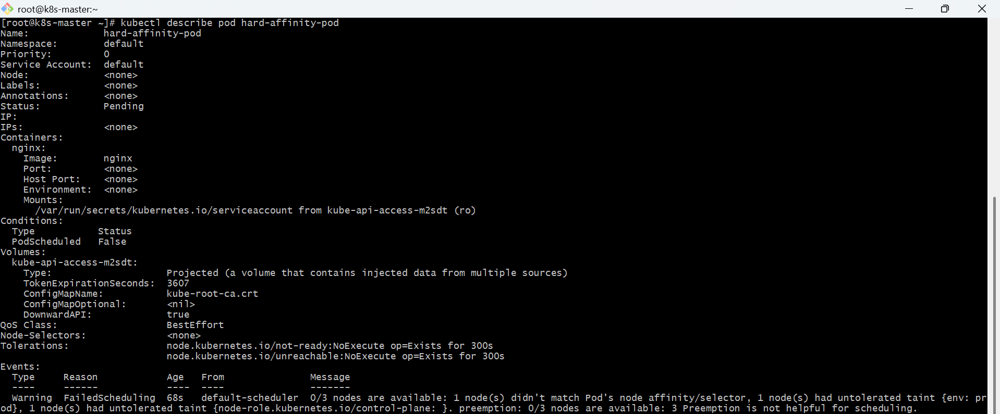 root@k8s-master:~
[root@k8s-master ~]# kubectl describe pod hard-affinity-pod
Name:             hard-affinity-pod
Namespace:        default
Priority:         0
Service Account:  default
Node:             <none>
Labels:           <none>
Annotations:      <none>
Status:           Pending
IP:
IPs:              <none>
Containers:
  nginx:
    Image:        nginx
    Port:         <none>
    Host Port:    <none>
    Environment:  <none>
    Mounts:
      /var/run/secrets/kubernetes.io/serviceaccount from kube-api-access-m2sdt (ro)
Conditions:
  Type           Status
  PodScheduled   False
Volumes:
  kube-api-access-m2sdt:
    Type:                    Projected (a volume that contains injected data from multiple sources)
    TokenExpirationSeconds:  3607
    ConfigMapName:           kube-root-ca.crt
    ConfigMapOptional:       <nil>
    DownwardAPI:             true
QoS Class:                   BestEffort
Node-Selectors:              <none>
Tolerations:                 node.kubernetes.io/not-ready:NoExecute op=Exists for 300s
                             node.kubernetes.io/unreachable:NoExecute op=Exists for 300s
Events:
  Type     Reason            Age   From               Message
  ----     ------            ----  ----               -------
  Warning  FailedScheduling  68s   default-scheduler  0/3 nodes are available: 1 node(s) didn't match Pod's node affinity/selector, 1 node(s) had untolerated taint {env: pr
od}, 1 node(s) had untolerated taint {node-role.kubernetes.io/control-plane: }. preemption: 0/3 nodes are available: 3 Preemption is not helpful for scheduling.